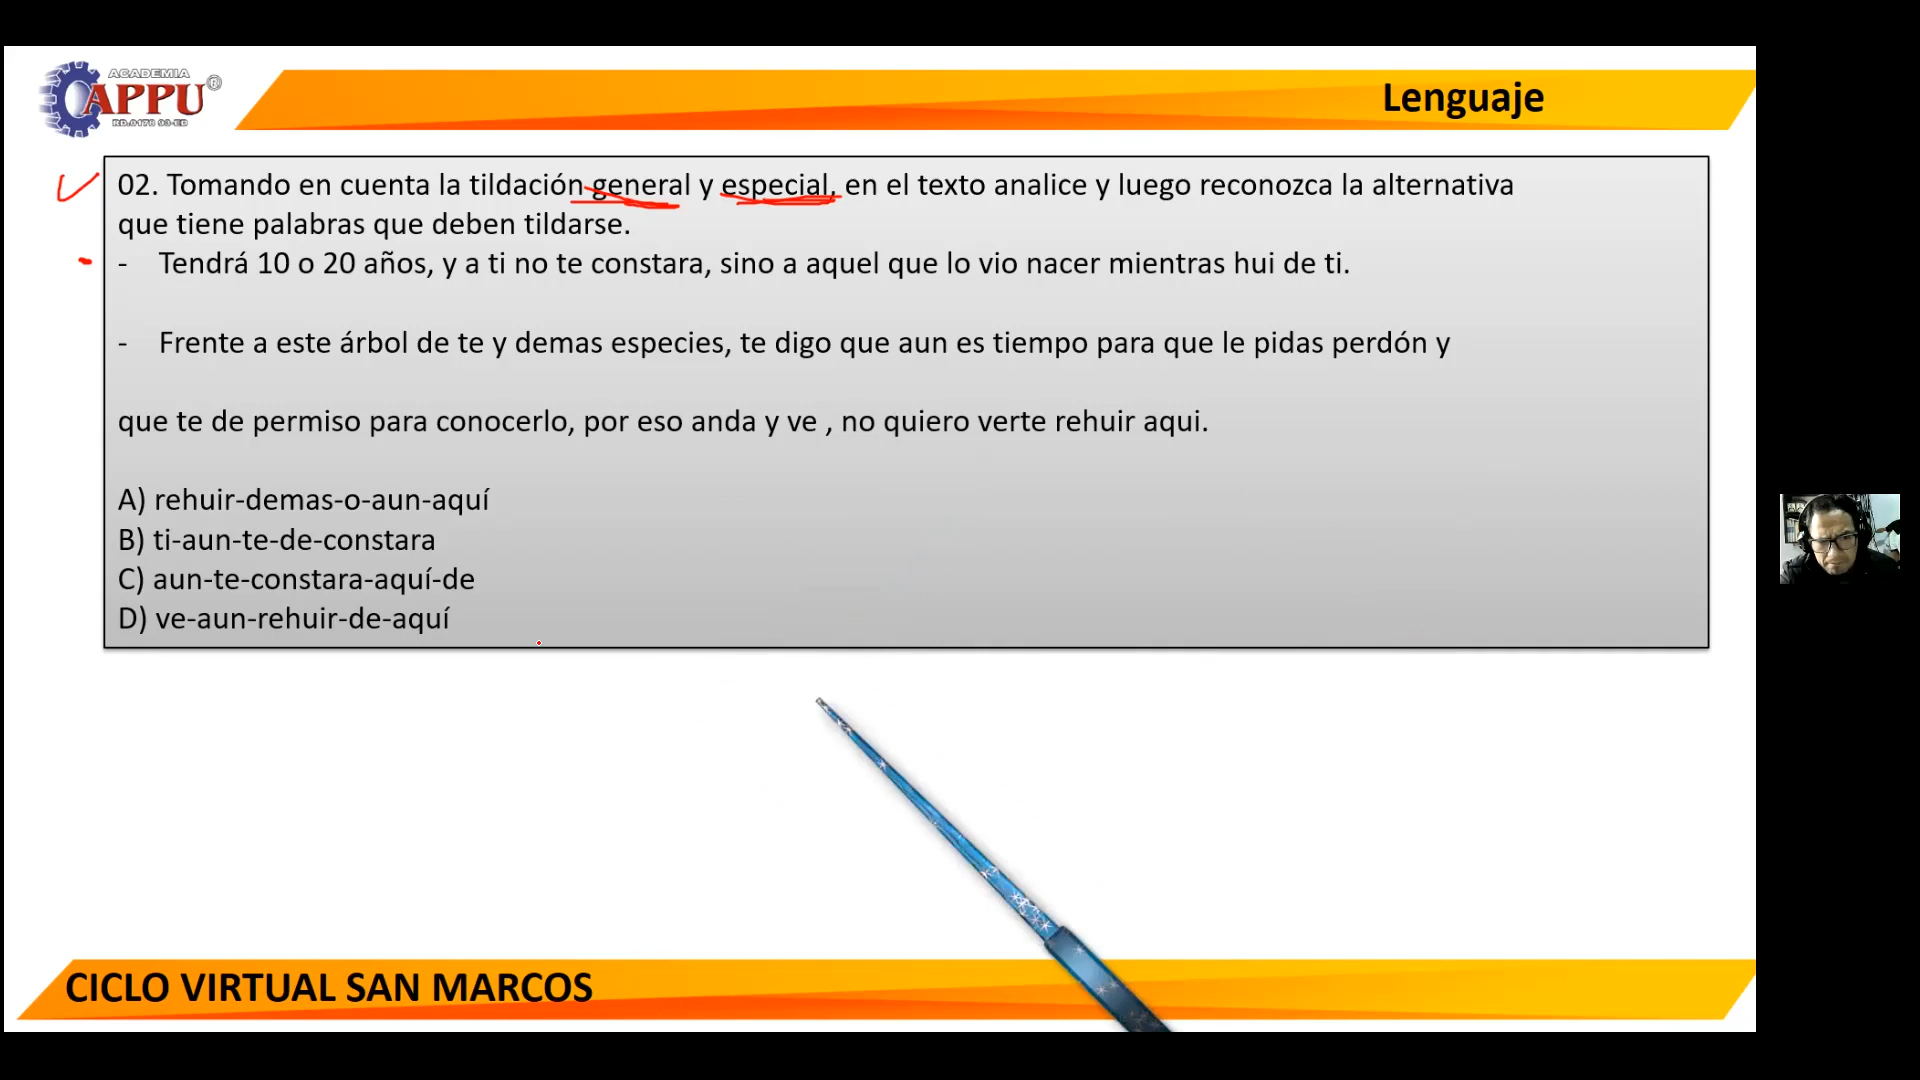 ACADEMIA
APPU®
RD.0170 93-ED
Lenguaje
02. Tomando en cuenta la tildación general y especial, en el texto analice y luego reconozca la alternativa
que tiene palabras que deben tildarse.
- Tendrá 10 o 20 años, y a ti no te constara, sino a aquel que lo vio nacer mientras hui de ti.
- Frente a este árbol de te y demas especies, te digo que aun es tiempo para que le pidas perdón y
que te de permiso para conocerlo, por eso anda y ve , no quiero verte rehuir aqui.
A) rehuir-demas-o-aun-aquí
B) ti-aun-te-de-constara
C) aun-te-constara-aquí-de
D) ve-aun-rehuir-de-aquí
CICLO VIRTUAL SAN MARCOS